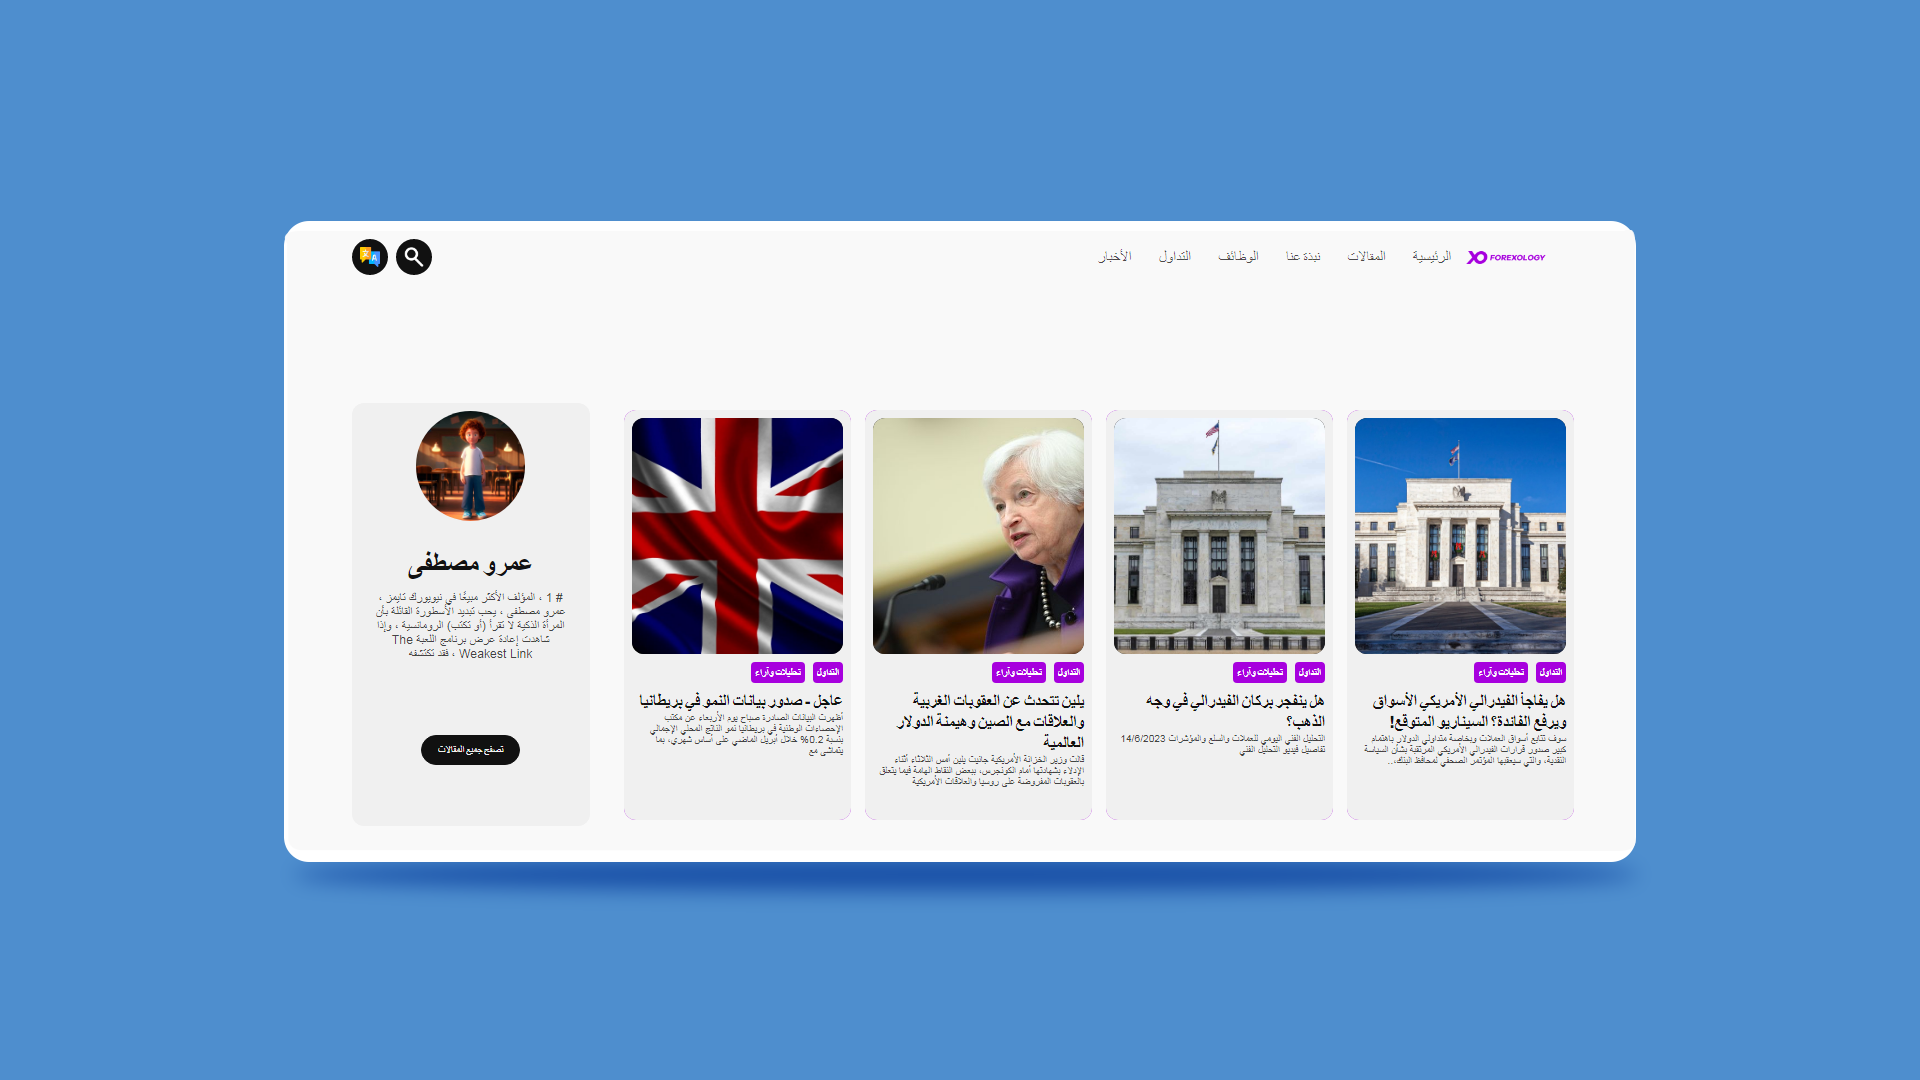 FOREXOLOGY
الرئيسية
المقالات
نبذة عنا
الوظائف
التداول
الأخبار
التداول
تحليلات وآراء
هل يفاجأ الفيدرالي الأمريكي الأسواق
ويرفع الفائدة؟ السيناريو المتوقع!
سوف تتابع أسواق العملات وبخاصة متداولي الدولار باهتمام
كبير صدور قرارات الفيدرالي الأمريكي المرتقبة بشأن السياسة
النقدية، والتي سيعقبها المؤتمر الصحفي لمحافظ البنك،..
التداول
تحليلات وآراء
هل ينفجر بركان الفيدرالي في وجه
الذهب؟
التحليل الفني اليومي للعملات والسلع والمؤشرات 14/6/2023
تفاصيل فيديو التحليل الفني
التداول
تحليلات وآراء
يلين تتحدث عن العقوبات الغربية
والعلاقات مع الصين وهيمنة الدولار
العالمية
قالت وزير الخزانة الأمريكية جانيت يلين أمس الثلاثاء أثناء
الإدلاء بشهادتها أمام الكونجرس، ببعض النقاط الهامة فيما يتعلق
بالعقوبات المفروضة على روسيا والعلاقات الأمريكية
التداول
تحليلات وآراء
عاجل - صدور بيانات النمو في بريطانيا
أظهرت البيانات الصادرة صباح يوم الأربعاء عن مكتب
الإحصاءات الوطنية في بريطانيا نمو الناتج المحلي الإجمالي
بنسبة 0.2% خلال أبريل الماضي على أساس شهري، بما
يتماشى مع
عمرو مصطفى
# 1 ، المؤلف الأكثر مبيعًا في نيويورك تايمز ،
عمرو مصطفى ، يحب تبديد الأسطورة القائلة بأن
المرأة الذكية لا تقرأ (أو تكتب) الرومانسية ، وإذا
شاهدت إعادة عرض برنامج اللعبة The
Weakest Link ، فقد تكتشفه
تصفح جميع المقالات